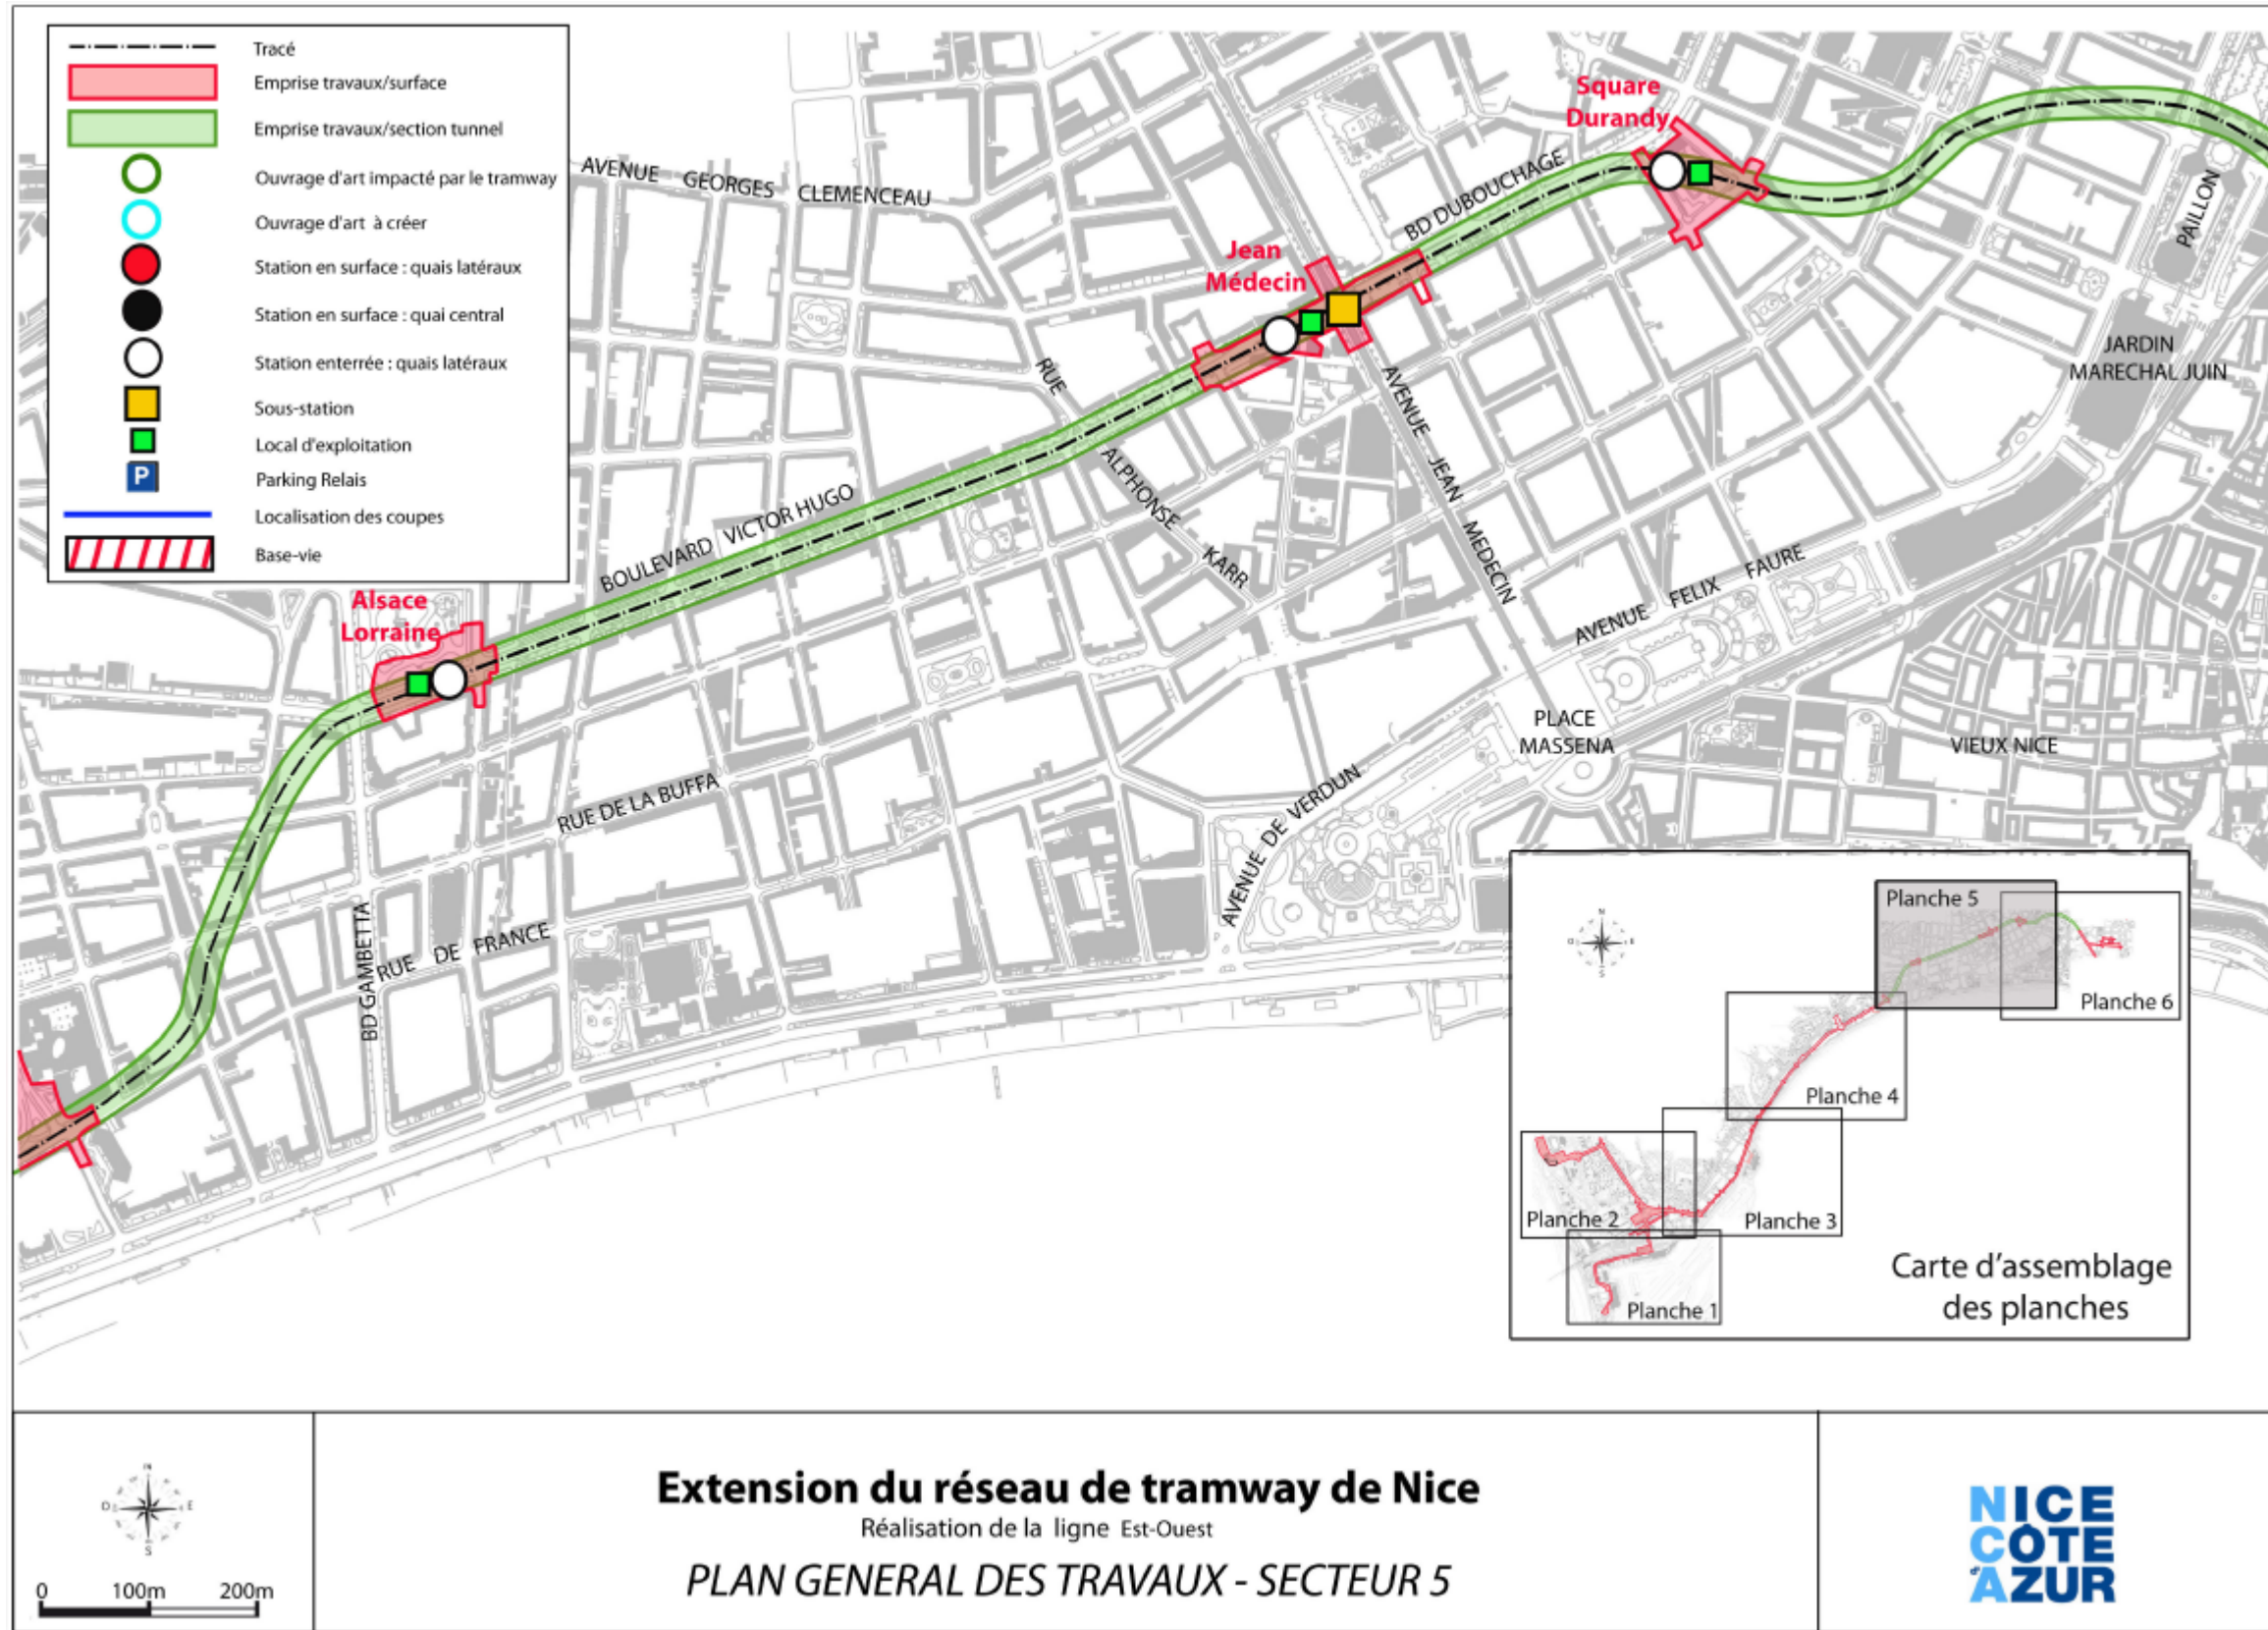 Tracé
Emprise travaux/surface
Emprise travaux/section tunnel
Ouvrage d'art impacté par le tramway
Ouvrage d'art à créer
Station en surface : quais latéraux
Station en surface : quai central
Station enterrée : quais latéraux
Sous-station
Local d'exploitation
P
Parking Relais
Localisation des coupes
Base-vie
AVENUE GEORGES CLEMENCEAU
Square
Durandy
BD DUBOUCHAGE
Jean
Médecin
PAILLON
JARDIN
MARECHAL JUIN
RUE ALPHONSE KARR
AVENUE JEAN MEDECIN
BOULEVARD VICTOR HUGO
AVENUE FELIX FAURE
Alsace
Lorraine
PLACE
MASSENA
VIEUX NICE
RUE DE LA BUFFA
AVENUE DE VERDUN
BD GAMBETTA
RUE DE FRANCE
N
O
E
S
Planche 5
Planche 6
Planche 4
Planche 2
Planche 3
Planche 1
Carte d'assemblage
des planches
N
O
E
S
0 100m 200m
Extension du réseau de tramway de Nice
Réalisation de la ligne Est-Ouest
PLAN GENERAL DES TRAVAUX - SECTEUR 5
NICE
CÔTE
d'AZUR